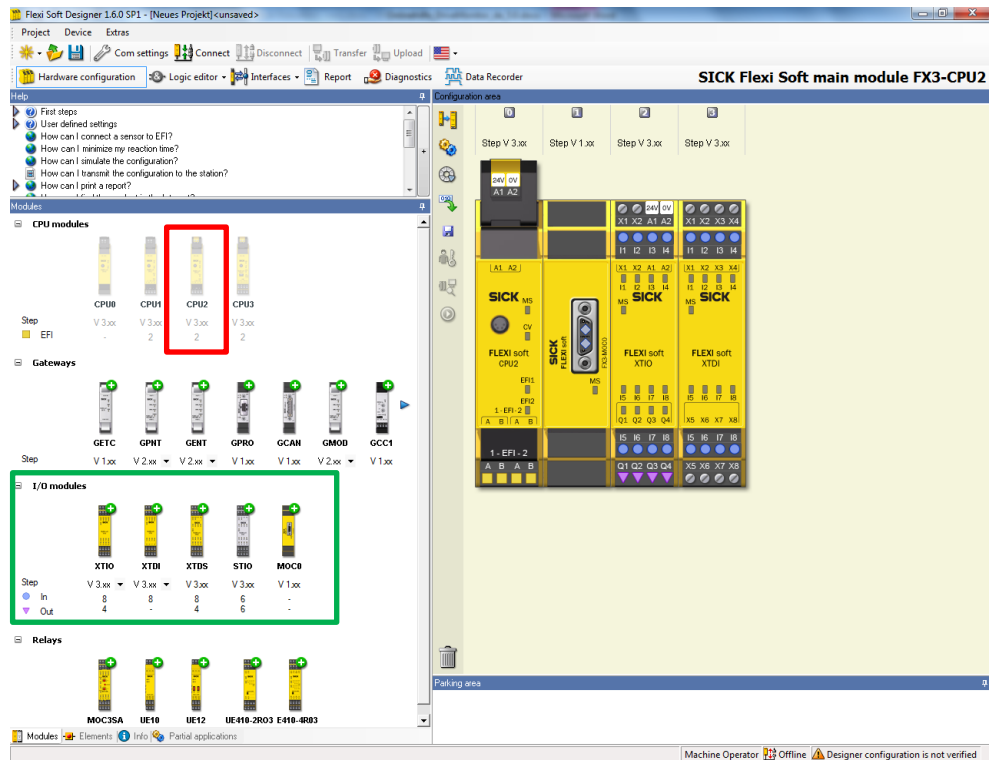 Flexi Soft Designer 1.6.0 SP1 - [Neues Projekt]<unsaved>
Project Device Extras
Com settings Connect Disconnect Transfer Upload
Hardware configuration Logic editor Interfaces Report Diagnostics Data Recorder SICK Flexi Soft main module FX3-CPU2
Help
First steps
User defined settings
How can I connect a sensor to EFI?
How can I minimize my reaction time?
How can I simulate the configuration?
How can I transmit the configuration to the station?
How can I print a report?
Modules
CPU modules
CPU0 CPU1 CPU2 CPU3
Step V 3.xx V 3.xx V 3.xx V 3.xx
EFI - 2 2 2
Gateways
GETC GPNT GENT GPRO GCAN GMOD GCC1
Step V 1.xx V 2.xx V 2.xx V 1.xx V 1.xx V 2.xx V 1.xx
I/O modules
XTIO XTDI XTDS STIO MOC0
Step V 3.xx V 3.xx V 3.xx V 3.xx V 1.xx
In 8 8 8 6 -
Out 4 - 4 6 -
Relays
MOC3SA UE10 UE12 UE410-2RO3 E410-4R03
Modules Elements Info Partial applications
Configuration area
0 1 2 3
Step V 3.xx Step V 1.xx Step V 3.xx Step V 3.xx
24V 0V
A1 A2
A1 A2
SICK
MS
CV
FLEXI soft
CPU2
EFI1
EFI2
1 - EFI - 2
A B A B
1 - EFI - 2
A B A B
SICK
FLEXI soft
FX3-MOC0
MS
24V 0V
X1 X2 A1 A2
I1 I2 I3 I4
X1 X2 A1 A2
I1 I2 I3 I4
MS SICK
FLEXI soft
XTIO
I5 I6 I7 I8
Q1 Q2 Q3 Q4
I5 I6 I7 I8
Q1 Q2 Q3 Q4
X1 X2 X3 X4
I1 I2 I3 I4
X1 X2 X3 X4
I1 I2 I3 I4
MS SICK
FLEXI soft
XTDI
I5 I6 I7 I8
X5 X6 X7 X8
I5 I6 I7 I8
X5 X6 X7 X8
Parking area
Machine Operator Offline Designer configuration is not verified